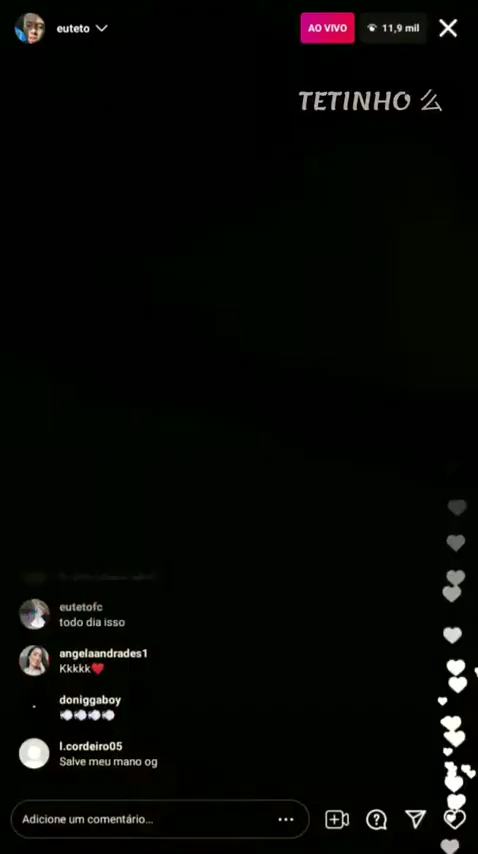 euteto
AO VIVO
11,9 mil
TETINHO 么
eutetofc
todo dia isso
angelaandrades1
Kkkkk❤️
doniggaboy
💨💨💨💨
l.cordeiro05
Salve meu mano og
Adicione um comentário...